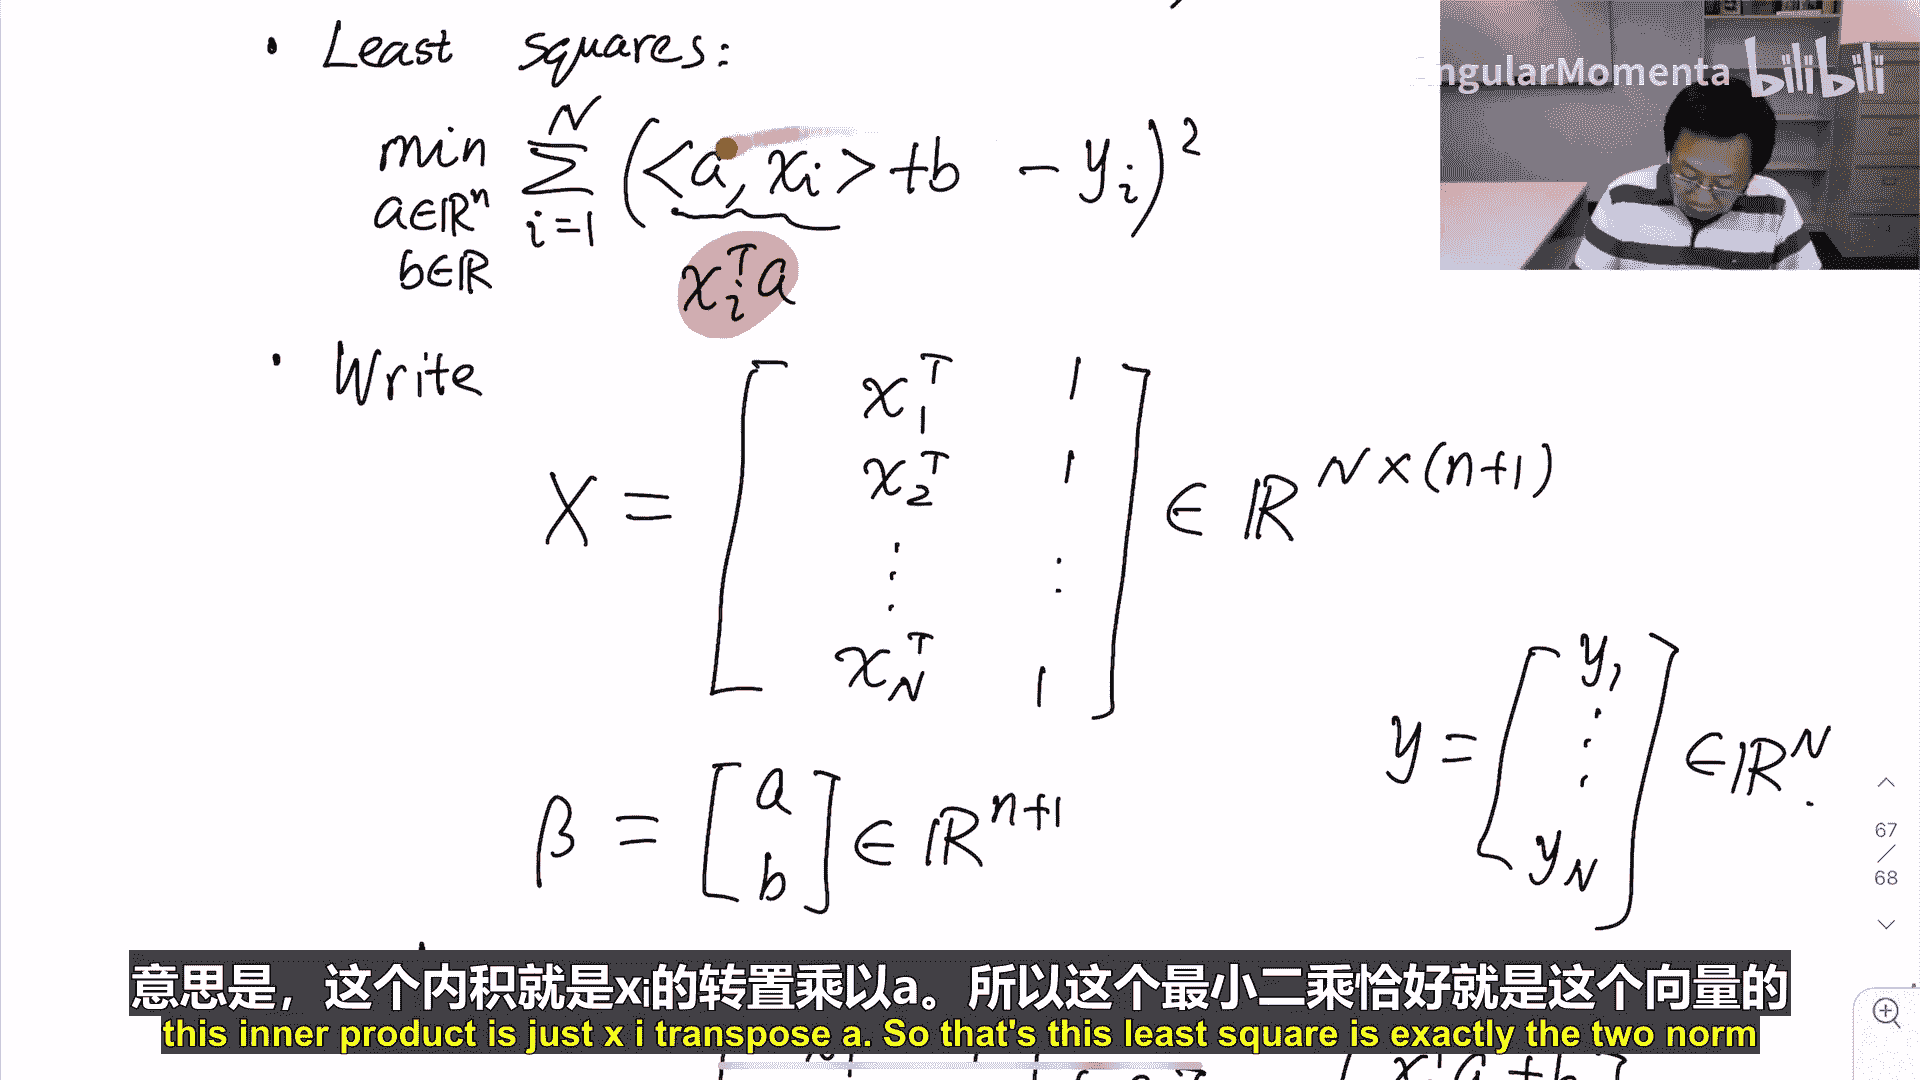 • Least squares:
min a∈ℝⁿ b∈ℝ ∑_{i=1}^{N} (<a, xᵢ> + b − yᵢ)²
xᵢᵀa
• Write
X = [x₁ᵀ 1
x₂ᵀ 1
⋮ ⋮
x_Nᵀ 1] ∈ ℝ^{N×(n+1)}
β = [a b] ∈ ℝ^{n+1}
y = [y₁ ⋮ y_N] ∈ ℝ^N.
ngularMomenta bilibili
67
/
68
意思是，这个内积就是xᵢ的转置乘以a。所以这个最小二乘恰好就是这个向量的
this inner product is just x i transpose a. So that's this least square is exactly the two norm